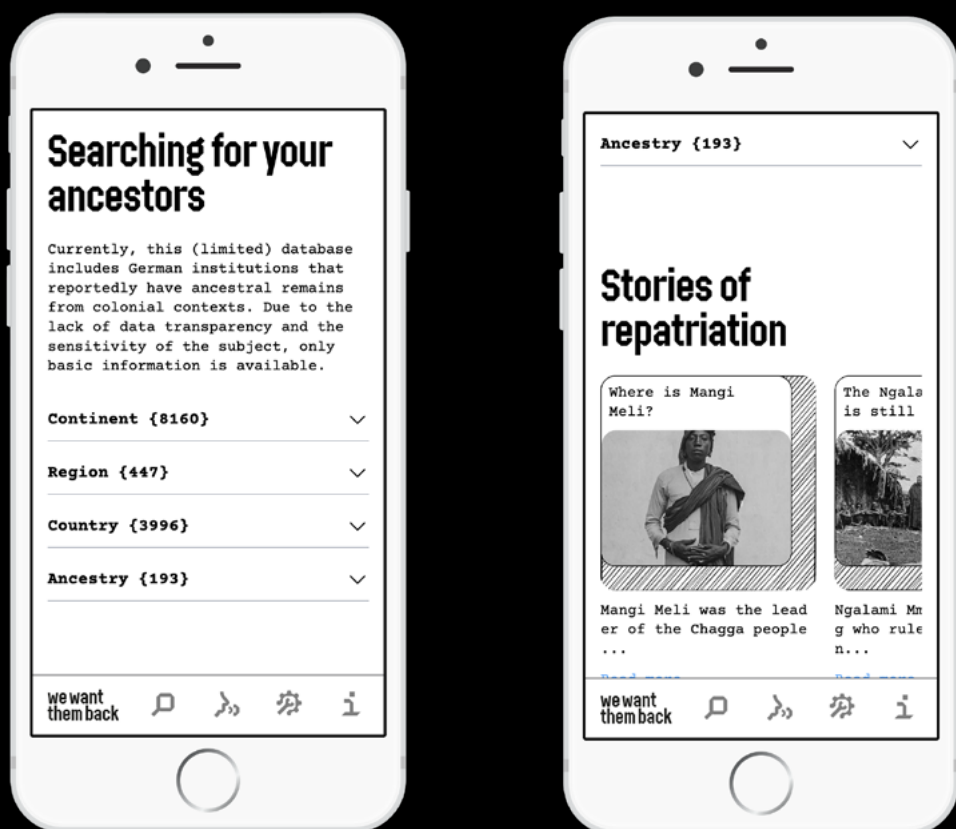 Searching for your
ancestors
Currently, this (limited) database
includes German institutions that
reportedly have ancestral remains
from colonial contexts. Due to the
lack of data transparency and the
sensitivity of the subject, only
basic information is available.
Continent {8160}
Region {447}
Country {3996}
Ancestry {193}
we want
them back
Ancestry {193}
Stories of
repatriation
Where is Mangi
Meli?
Mangi Meli was the lead
er of the Chagga people
...
The Ngala
is still
Ngalami Mm
g who rule
n...
we want
them back